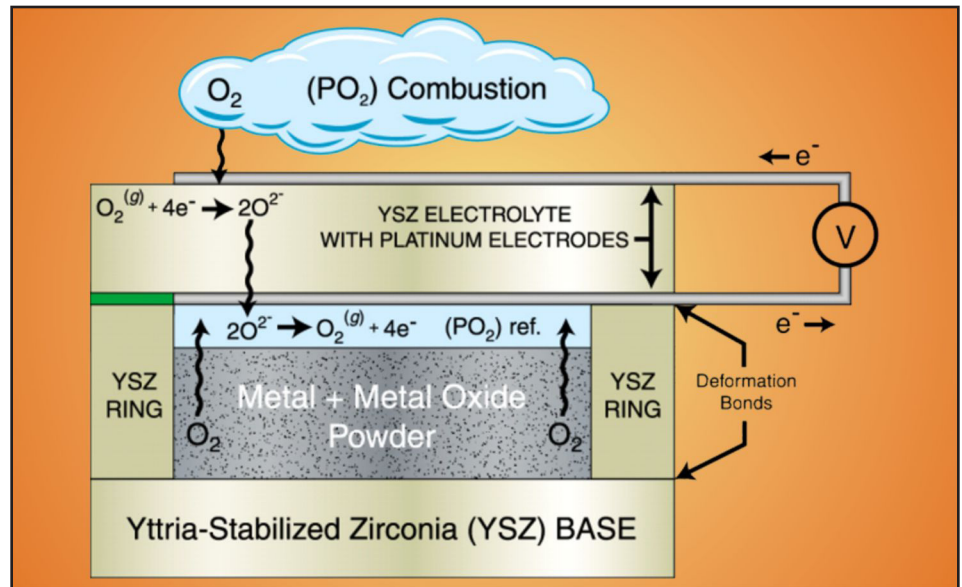 O₂ (PO₂) Combustion
← e⁻
O₂⁽ᵍ⁾ + 4e⁻ → 2O²⁻
YSZ ELECTROLYTE
WITH PLATINUM ELECTRODES
V
2O²⁻ → O₂⁽ᵍ⁾ + 4e⁻ (PO₂) ref.
e⁻ →
YSZ
RING
Metal + Metal Oxide
Powder
O₂
O₂
YSZ
RING
Deformation
Bonds
Yttria-Stabilized Zirconia (YSZ) BASE